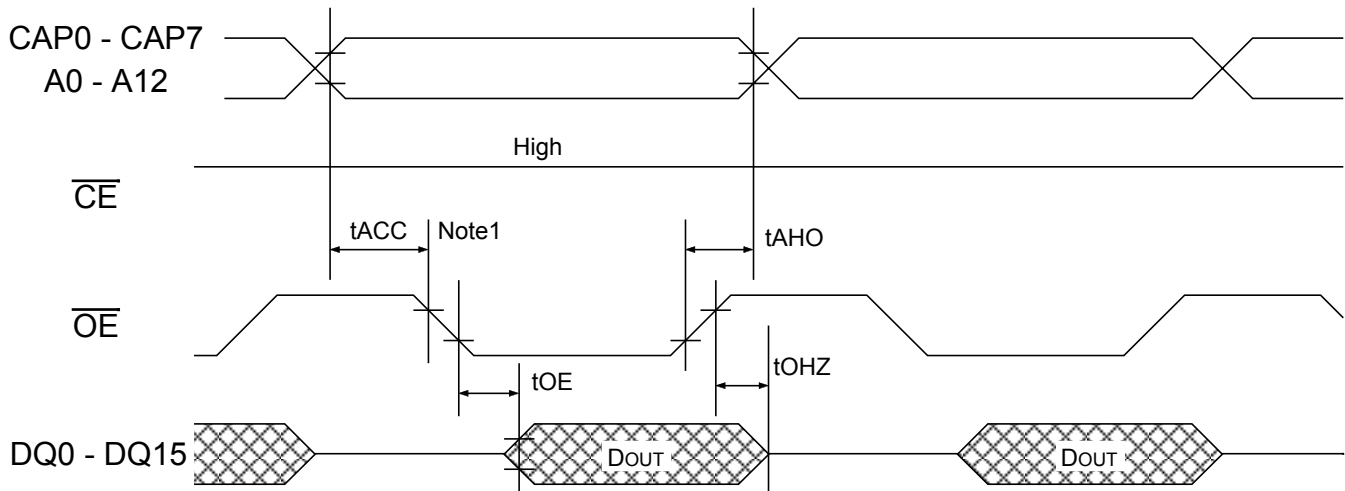 CAP0 - CAP7
A0 - A12
High
CE
tACC
Note1
tAHO
OE
tOE
tOHZ
DQ0 - DQ15
DOUT
DOUT